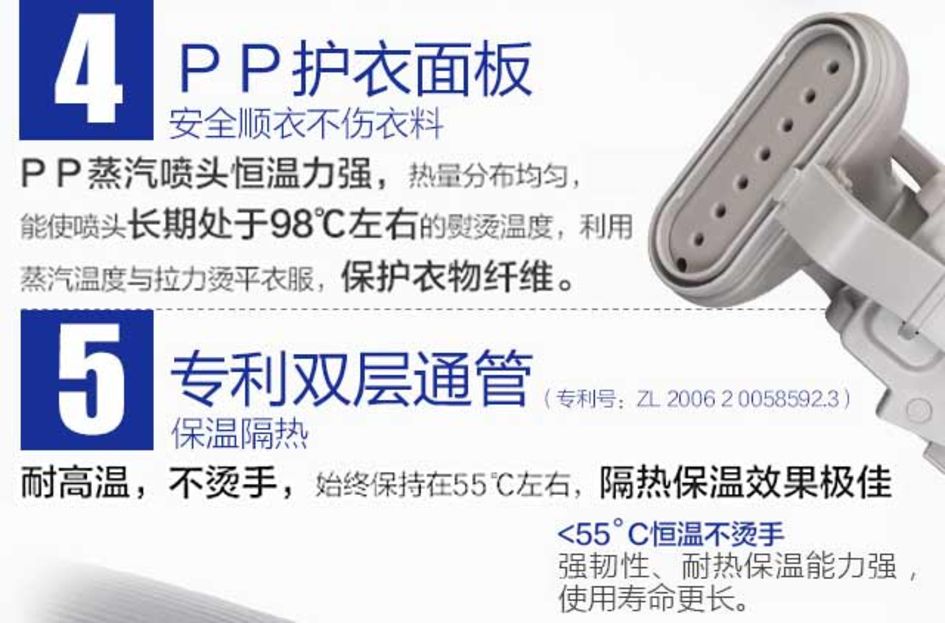 4
PP护衣面板
安全顺衣不伤衣料
PP蒸汽喷头恒温力强，热量分布均匀，
能使喷头长期处于98℃左右的熨烫温度，利用
蒸汽温度与拉力烫平衣服，保护衣物纤维。
5
专利双层通管（专利号：ZL 2006 2 0058592.3）
保温隔热
耐高温，不烫手，始终保持在55℃左右，隔热保温效果极佳
<55°C恒温不烫手
强韧性、耐热保温能力强，
使用寿命更长。